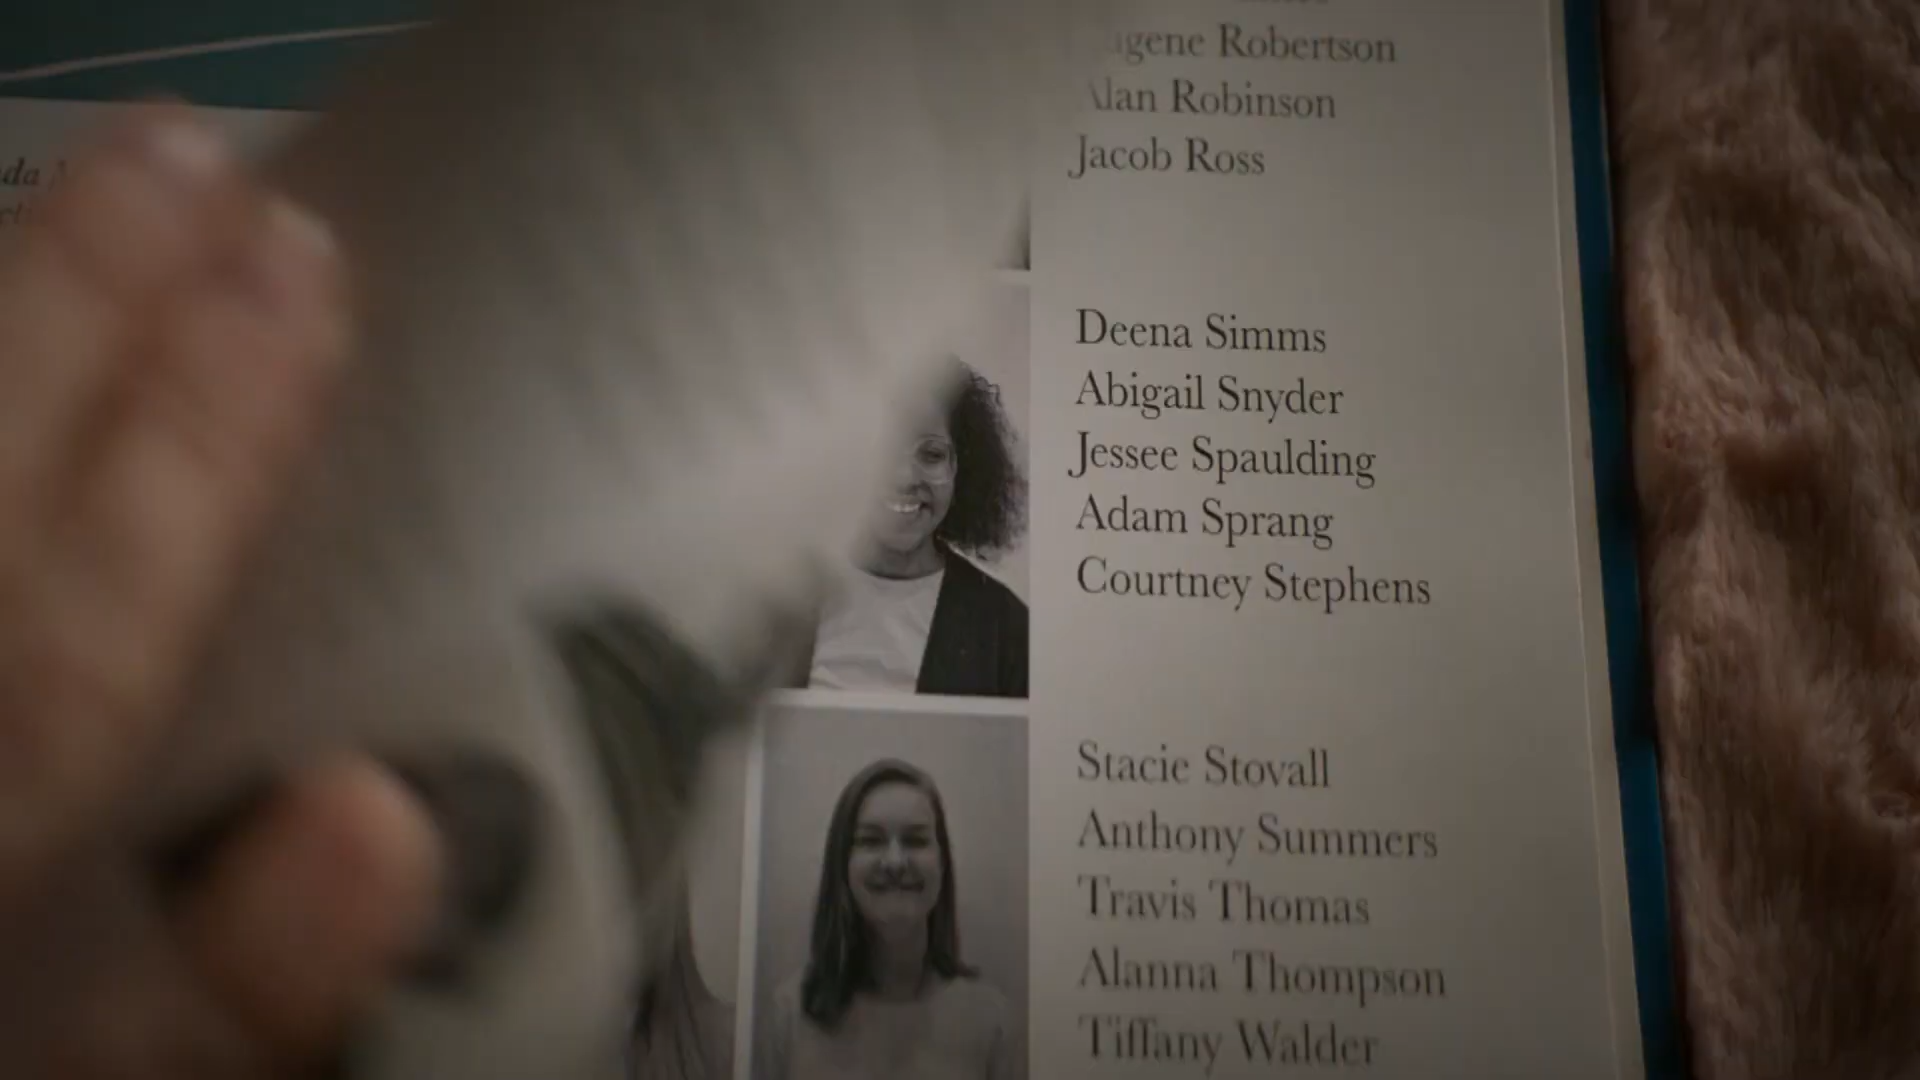 Robertson
Alan Robinson
Jacob Ross
Deena Simms
Abigail Snyder
Jessee Spaulding
Adam Sprang
Courtney Stephens
Stacie Stovall
Anthony Summers
Travis Thomas
Alanna Thompson
Tiffany Walder